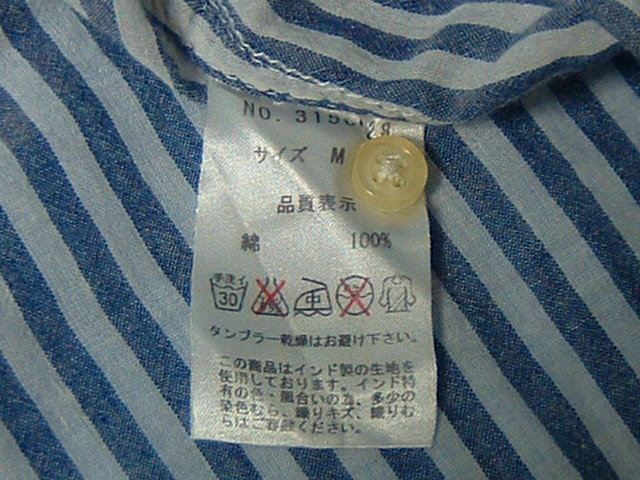 サイズ M
品質表示
綿 100%
手洗イ
30
中
タンブラー乾燥はお避け下さい。
この商品はインド製の生地を
使用しております。インド特
有の色・風合いの為、多少の
染色むら、織りキズ、織りむ
らはご容赦ください。